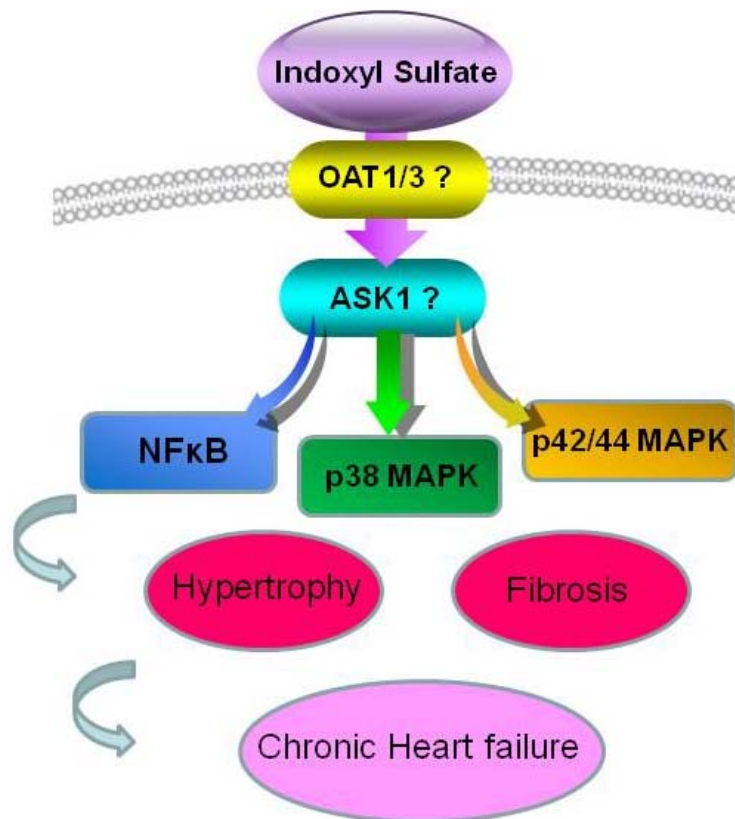 Indoxyl Sulfate
OAT1/3 ?
ASK1 ?
NFκB
p38 MAPK
p42/44 MAPK
Hypertrophy
Fibrosis
Chronic Heart failure